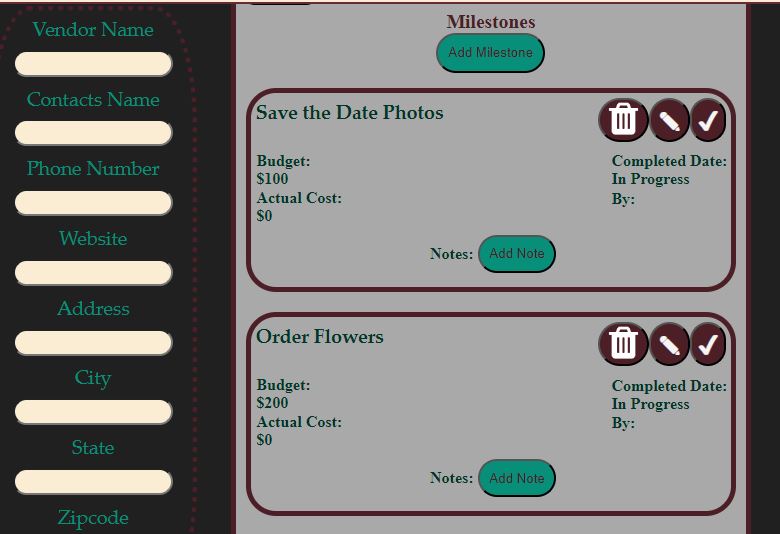 Vendor Name
Contacts Name
Phone Number
Website
Address
City
State
Zipcode
Milestones
Add Milestone
Save the Date Photos
Budget:
$100
Actual Cost:
$0
Completed Date:
In Progress
By:
Notes: Add Note
Order Flowers
Budget:
$200
Actual Cost:
$0
Completed Date:
In Progress
By:
Notes: Add Note